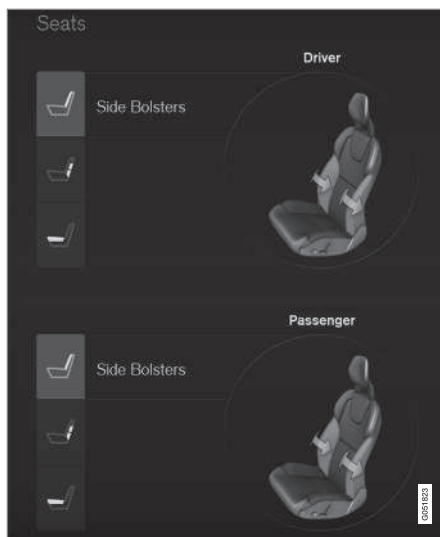 Seats
Driver
Side Bolsters
Passenger
Side Bolsters
G051823